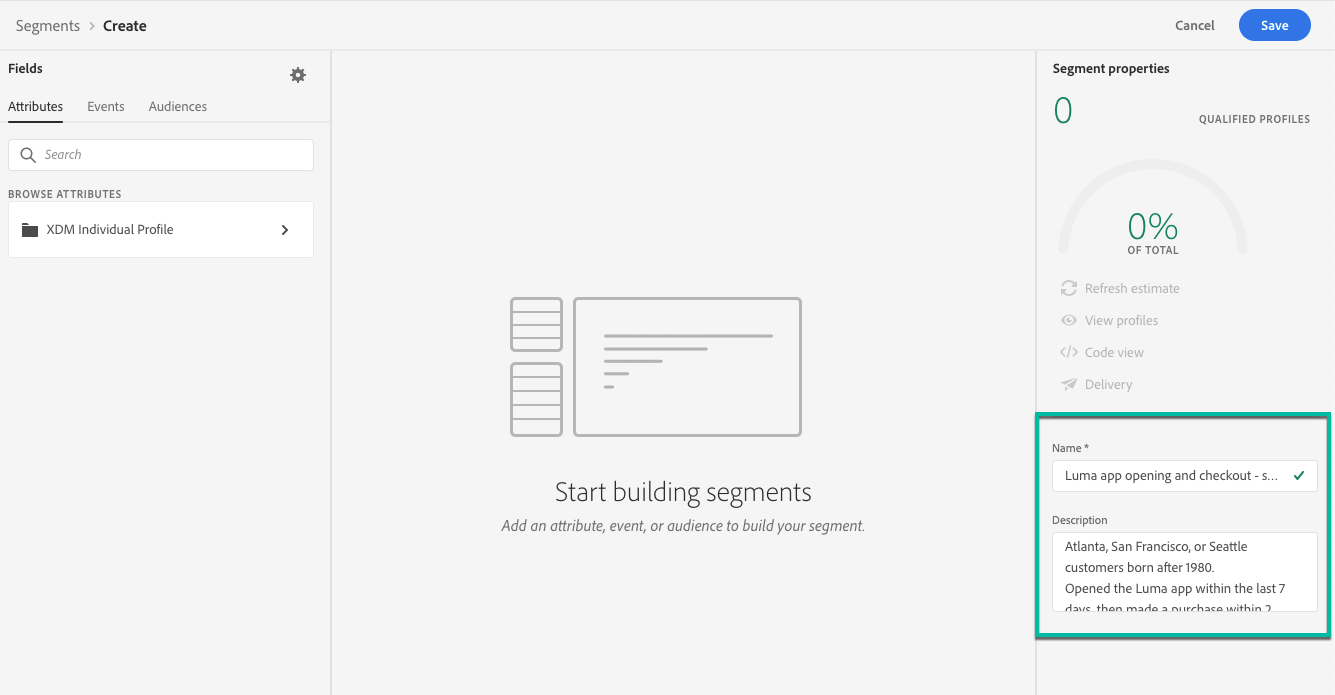 Segments > Create
Cancel
Save
Fields
Attributes
Events
Audiences
Search
BROWSE ATTRIBUTES
XDM Individual Profile
Start building segments
Add an attribute, event, or audience to build your segment.
Segment properties
0
QUALIFIED PROFILES
0%
OF TOTAL
Refresh estimate
View profiles
</> Code view
Delivery
Name *
Luma app opening and checkout - s...
Description
Atlanta, San Francisco, or Seattle
customers born after 1980.
Opened the Luma app within the last 7
days, then made a purchase within 2